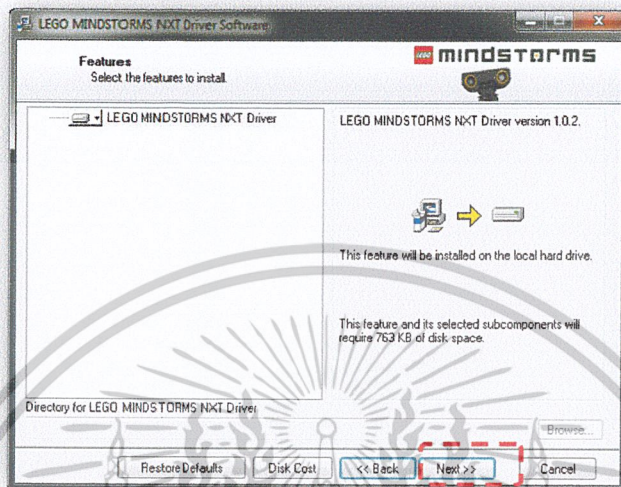 LEGO MINDSTORMS NXT Driver Software
Features
Select the features to install.
LEGO mindstorms
LEGO MINDSTORMS NXT Driver
LEGO MINDSTORMS NXT Driver version 1.0.2.
This feature will be installed on the local hard drive.
This feature and its selected subcomponents will
require 763 KB of disk space.
Directory for LEGO MINDSTORMS NXT Driver
Browse...
Restore Defaults
Disk Cost
<< Back
Next >>
Cancel